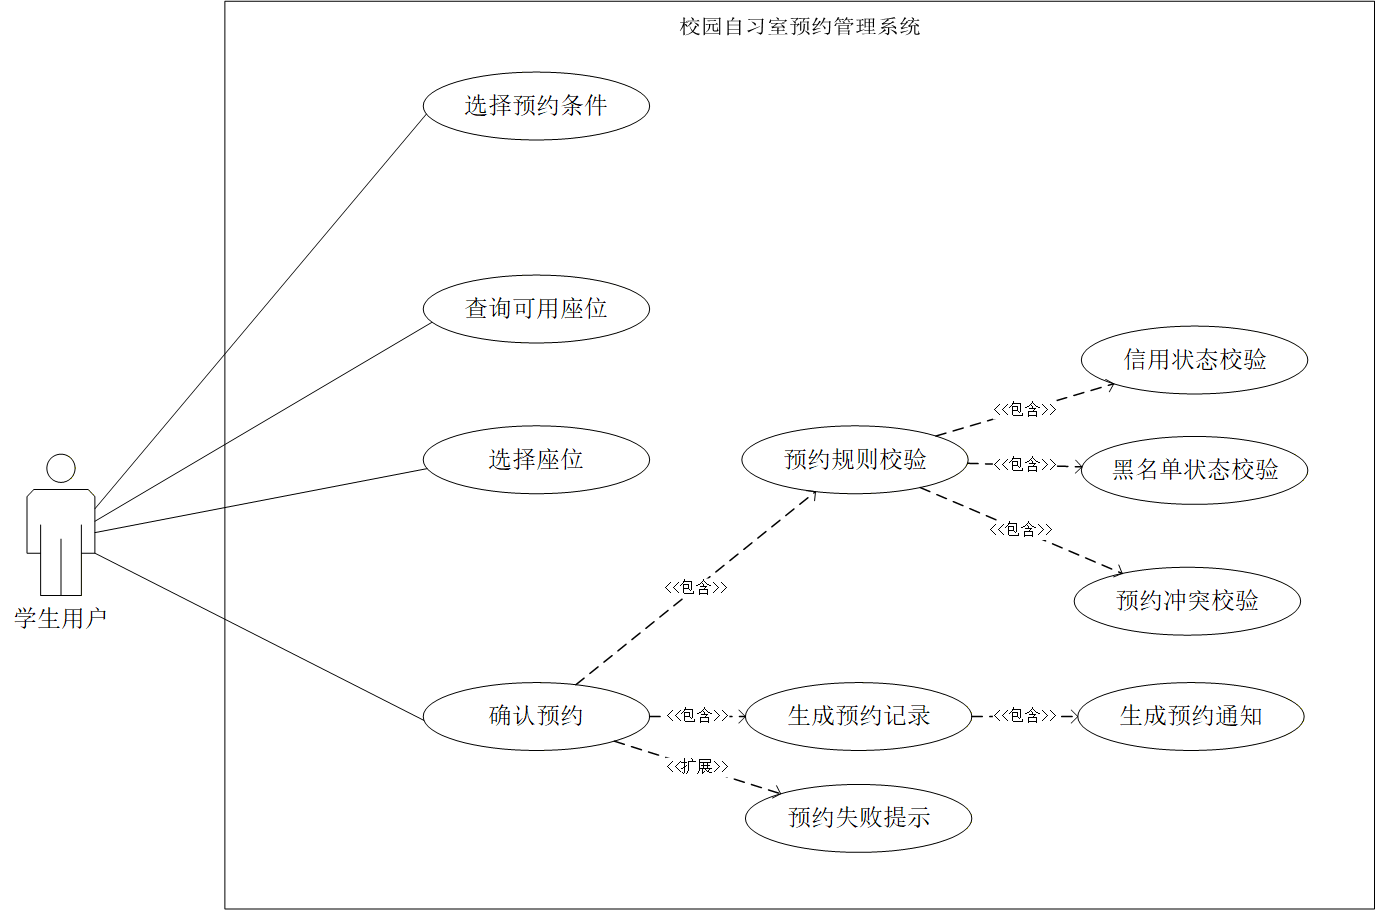 校园自习室预约管理系统
选择预约条件
查询可用座位
信用状态校验
<<包含>>
选择座位
预约规则校验
<<包含>>
黑名单状态校验
<<包含>>
<<包含>>
预约冲突校验
学生用户
确认预约
<<包含>>
生成预约记录
<<包含>>
生成预约通知
<<扩展>>
预约失败提示